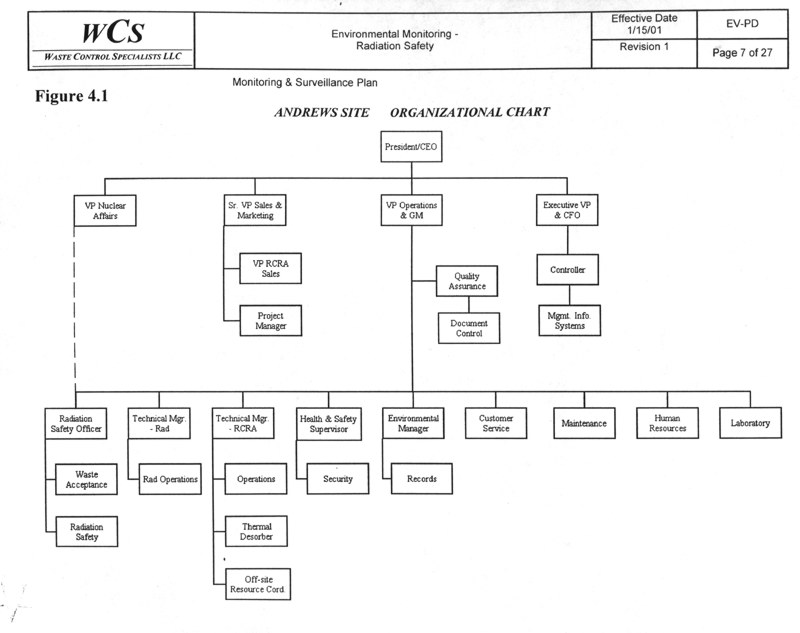 WCS
WASTE CONTROL SPECIALISTS LLC
Environmental Monitoring -
Radiation Safety
Effective Date
1/15/01
Revision 1
EV-PD
Page 7 of 27
Monitoring & Surveillance Plan
Figure 4.1
ANDREWS SITE ORGANIZATIONAL CHART
President/CEO
VP Nuclear
Affairs
Sr. VP Sales &
Marketing
VP Operations
& GM
Executive VP
& CFO
VP RCRA
Sales
Project
Manager
Quality
Assurance
Document
Control
Controller
Mgmt. Info.
Systems
Radiation
Safety Officer
Technical Mgr.
- Rad
Technical Mgr.
- RCRA
Health & Safety
Supervisor
Environmental
Manager
Customer
Service
Maintenance
Human
Resources
Laboratory
Waste
Acceptance
Radiation
Safety
Rad Operations
Operations
Thermal
Desorber
Off-site
Resource Cord.
Security
Records